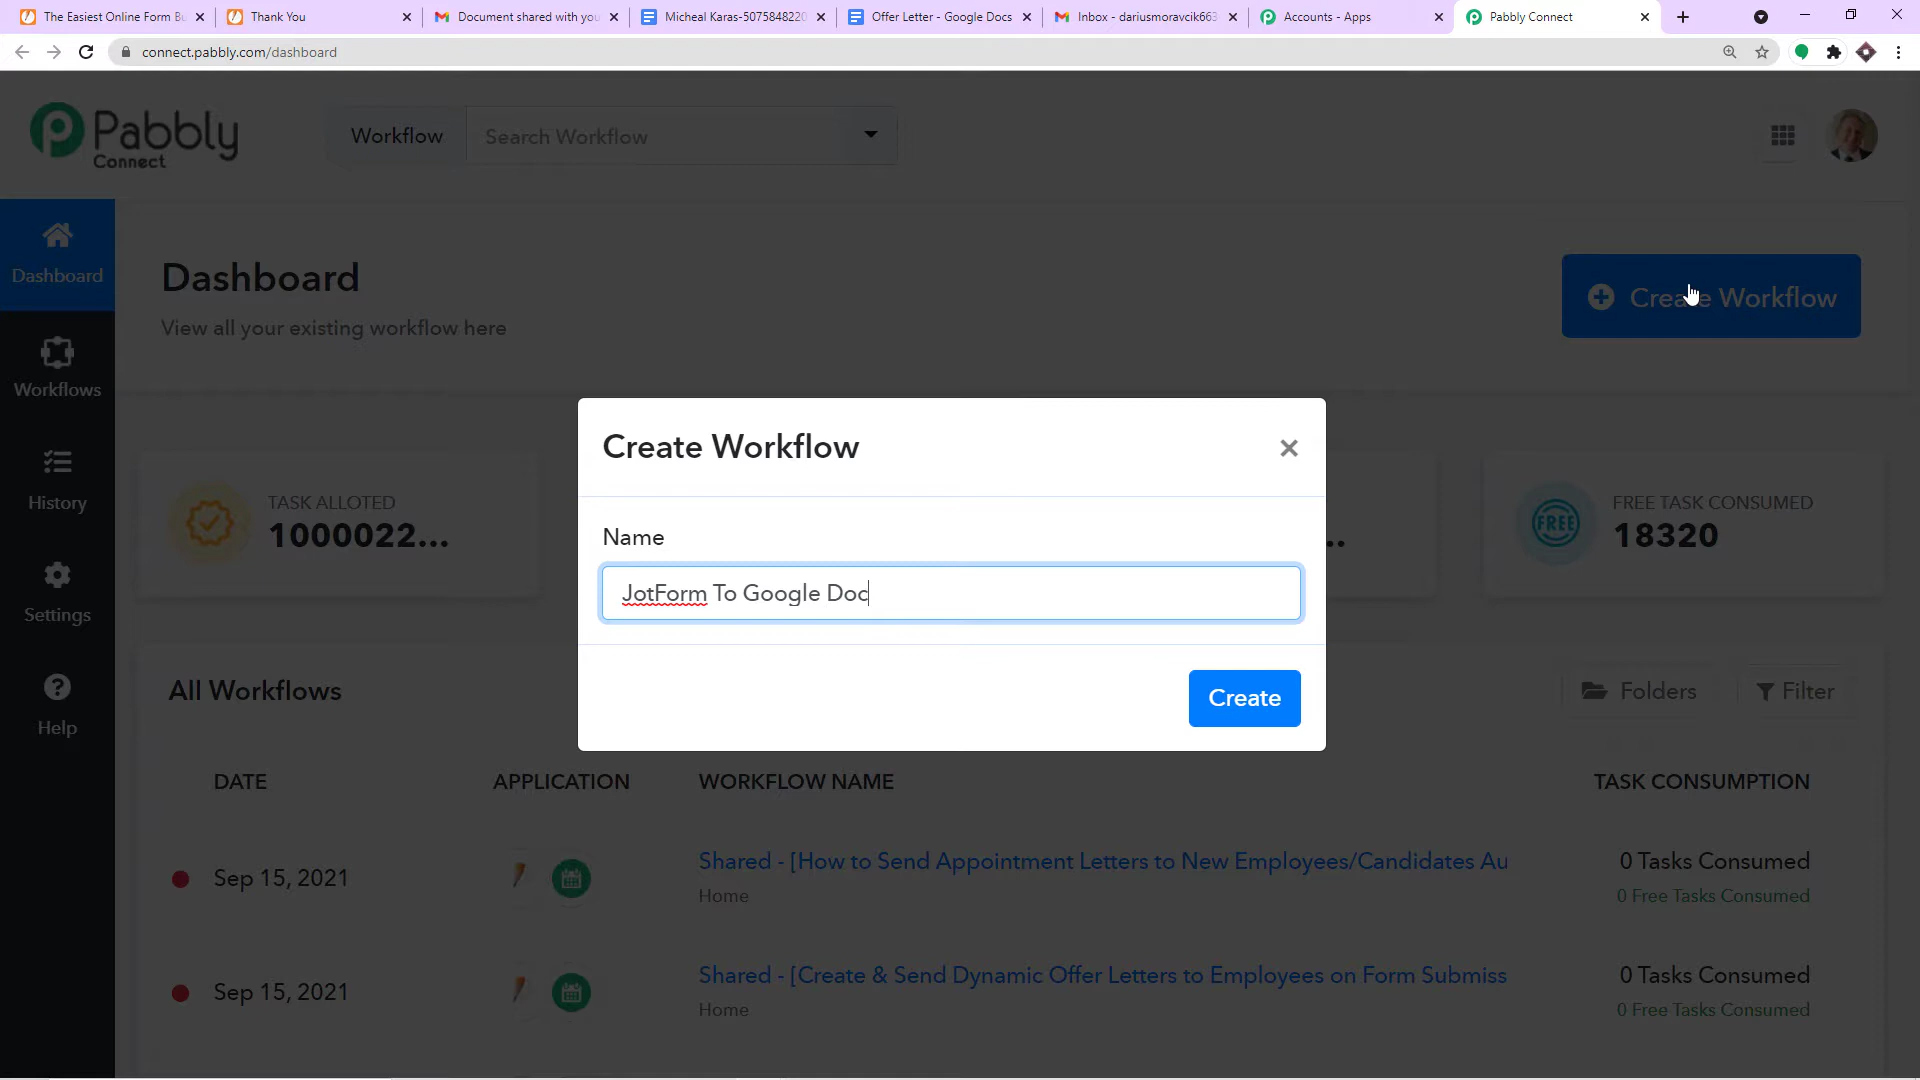 The Easiest Online Form Bu
Thank You
Document shared with you
Micheal Karas-5075848220
Offer Letter - Google Docs
Inbox - dariusmoravcik663
Accounts - Apps
Pabbly Connect
connect.pabbly.com/dashboard
Pabbly
Connect
Workflow
Search Workflow
Dashboard
Workflows
History
Settings
Help
Dashboard
View all your existing workflow here
Create Workflow
Create Workflow
Name
JotForm To Google Doc
Create
TASK ALLOTED
1000022...
..
FREE
FREE TASK CONSUMED
18320
All Workflows
Folders
Filter
DATE
APPLICATION
WORKFLOW NAME
TASK CONSUMPTION
Sep 15, 2021
Shared - [How to Send Appointment Letters to New Employees/Candidates Au
Home
0 Tasks Consumed
0 Free Tasks Consumed
Sep 15, 2021
Shared - [Create & Send Dynamic Offer Letters to Employees on Form Submiss
Home
0 Tasks Consumed
0 Free Tasks Consumed